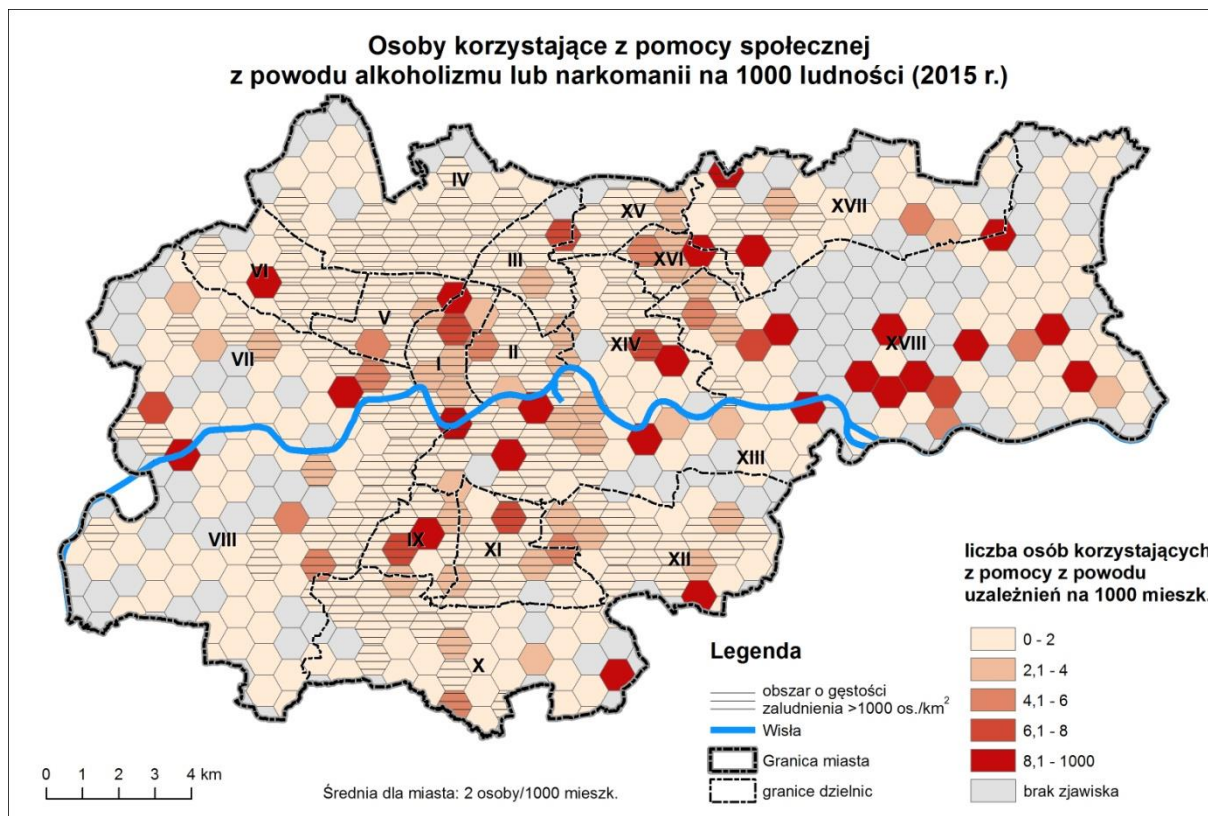 Osoby korzystające z pomocy społecznej
z powodu alkoholizmu lub narkomanii na 1000 ludności (2015 r.)
IV
XV
XVII
III
XVI
VI
V
VII
I
II
XIV
XVIII
XIII
VIII
IX
XI
XII
X
liczba osób korzystających
z pomocy z powodu
uzależnień na 1000 mieszk.
0 - 2
2,1 - 4
4,1 - 6
6,1 - 8
8,1 - 1000
brak zjawiska
Legenda
obszar o gęstości
zaludnienia >1000 os./km²
Wisła
Granica miasta
granice dzielnic
0 1 2 3 4 km
Średnia dla miasta: 2 osoby/1000 mieszk.